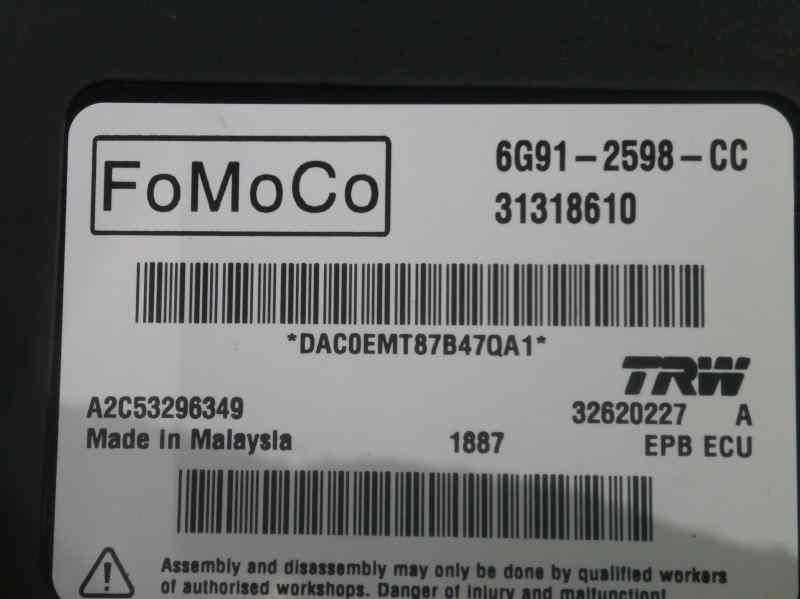 FoMoCo
6G91-2598-CC
31318610
*DAC0EMT87B47QA1*
TRW
A2C53296349
32620227 A
Made in Malaysia 1887 EPB ECU
Assembly and disassembly may only be done by qualified workers
of authorised workshops. Danger of injury and malfunction!